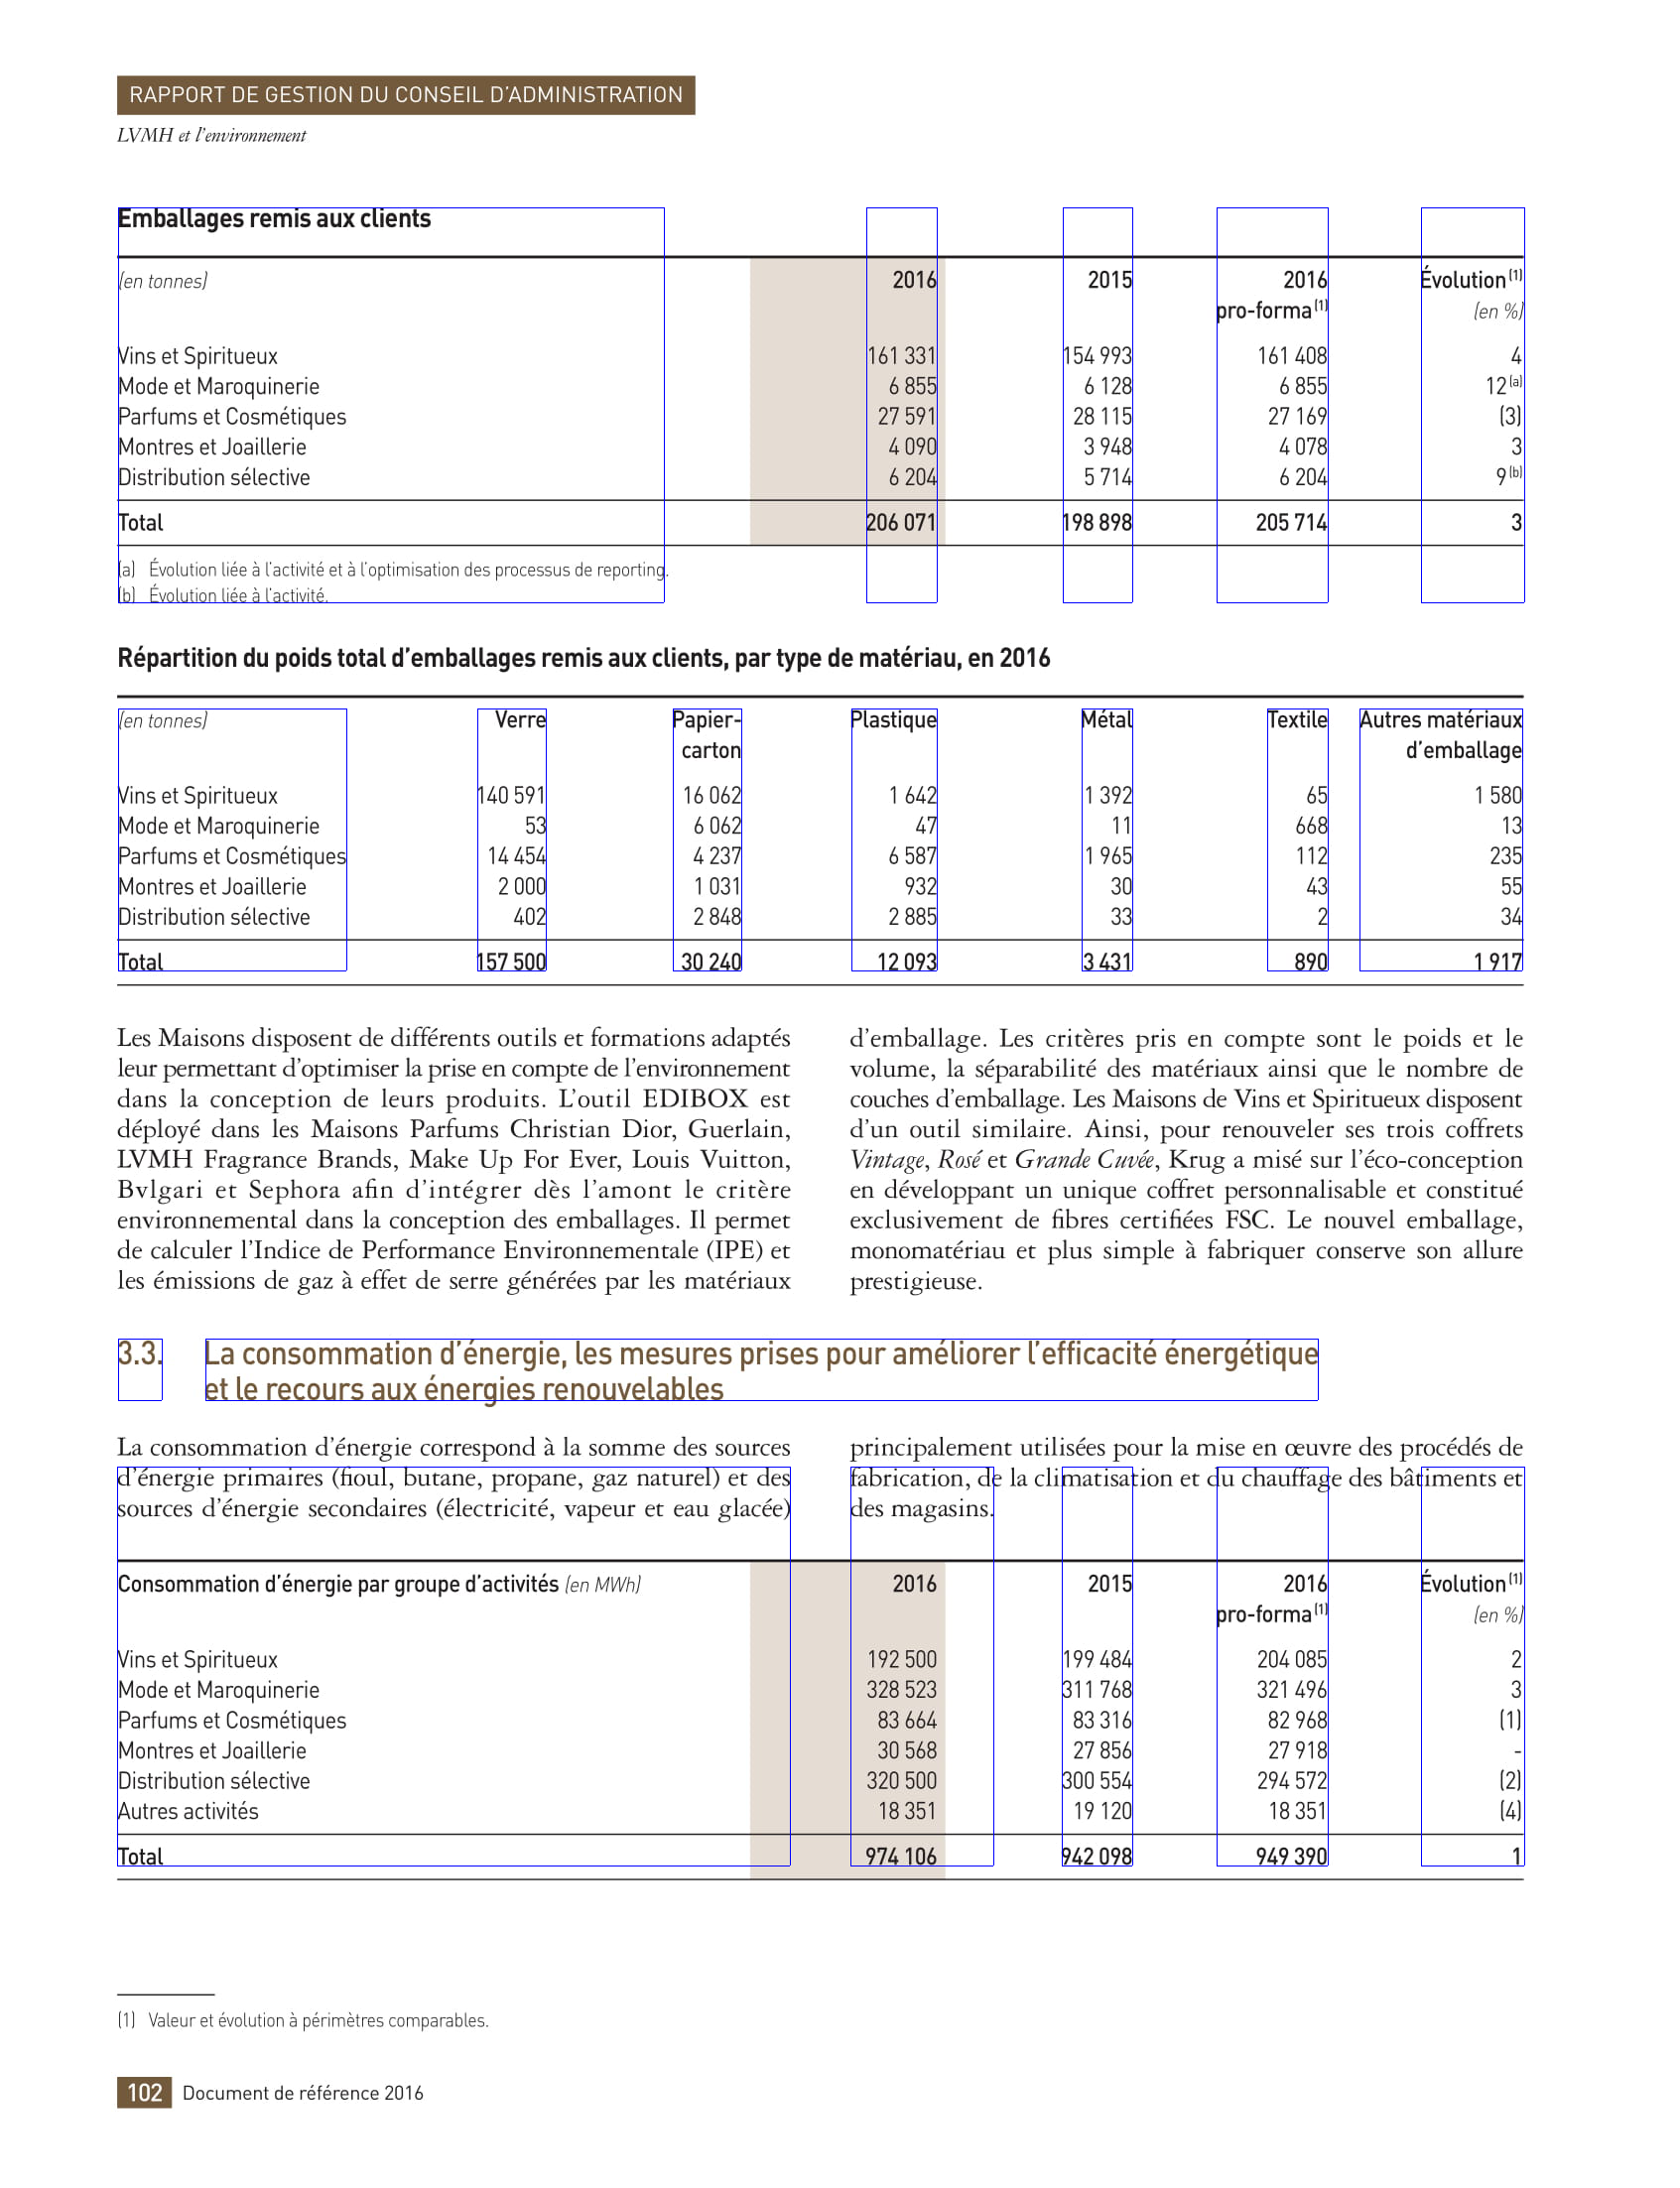 RAPPORT DE GESTION DU CONSEIL D'ADMINISTRATION
LVMH et l'environnement
Emballages remis aux clients
(en tonnes) 2016 2015 2016 Évolution (1)
pro-forma (1) (en %)
Vins et Spiritueux 161 331 154 993 161 408 4
Mode et Maroquinerie 6 855 6 128 6 855 12 (a)
Parfums et Cosmétiques 27 591 28 115 27 169 (3)
Montres et Joaillerie 4 090 3 948 4 078 3
Distribution sélective 6 204 5 714 6 204 9 (b)
Total 206 071 198 898 205 714 3
(a) Évolution liée à l'activité et à l'optimisation des processus de reporting.
(b) Évolution liée à l'activité.
Répartition du poids total d'emballages remis aux clients, par type de matériau, en 2016
(en tonnes) Verre Papier- Plastique Métal Textile Autres matériaux
carton d'emballage
Vins et Spiritueux 140 591 16 062 1 642 1 392 65 1 580
Mode et Maroquinerie 53 6 062 47 11 668 13
Parfums et Cosmétiques 14 454 4 237 6 587 1 965 112 235
Montres et Joaillerie 2 000 1 031 932 30 43 55
Distribution sélective 402 2 848 2 885 33 2 34
Total 157 500 30 240 12 093 3 431 890 1 917
Les Maisons disposent de différents outils et formations adaptés
leur permettant d'optimiser la prise en compte de l'environnement
dans la conception de leurs produits. L'outil EDIBOX est
déployé dans les Maisons Parfums Christian Dior, Guerlain,
LVMH Fragrance Brands, Make Up For Ever, Louis Vuitton,
Bvlgari et Sephora afin d'intégrer dès l'amont le critère
environnemental dans la conception des emballages. Il permet
de calculer l'Indice de Performance Environnementale (IPE) et
les émissions de gaz à effet de serre générées par les matériaux
d'emballage. Les critères pris en compte sont le poids et le
volume, la séparabilité des matériaux ainsi que le nombre de
couches d'emballage. Les Maisons de Vins et Spiritueux disposent
d'un outil similaire. Ainsi, pour renouveler ses trois coffrets
Vintage, Rosé et Grande Cuvée, Krug a misé sur l'éco-conception
en développant un unique coffret personnalisable et constitué
exclusivement de fibres certifiées FSC. Le nouvel emballage,
monomatériau et plus simple à fabriquer conserve son allure
prestigieuse.
3.3. La consommation d'énergie, les mesures prises pour améliorer l'efficacité énergétique
et le recours aux énergies renouvelables
La consommation d'énergie correspond à la somme des sources
d'énergie primaires (fioul, butane, propane, gaz naturel) et des
sources d'énergie secondaires (électricité, vapeur et eau glacée)
principalement utilisées pour la mise en œuvre des procédés de
fabrication, de la climatisation et du chauffage des bâtiments et
des magasins.
Consommation d'énergie par groupe d'activités (en MWh) 2016 2015 2016 Évolution (1)
pro-forma (1) (en %)
Vins et Spiritueux 192 500 199 484 204 085 2
Mode et Maroquinerie 328 523 311 768 321 496 3
Parfums et Cosmétiques 83 664 83 316 82 968 (1)
Montres et Joaillerie 30 568 27 856 27 918 -
Distribution sélective 320 500 300 554 294 572 (2)
Autres activités 18 351 19 120 18 351 (4)
Total 974 106 942 098 949 390 1
(1) Valeur et évolution à périmètres comparables.
102 Document de référence 2016